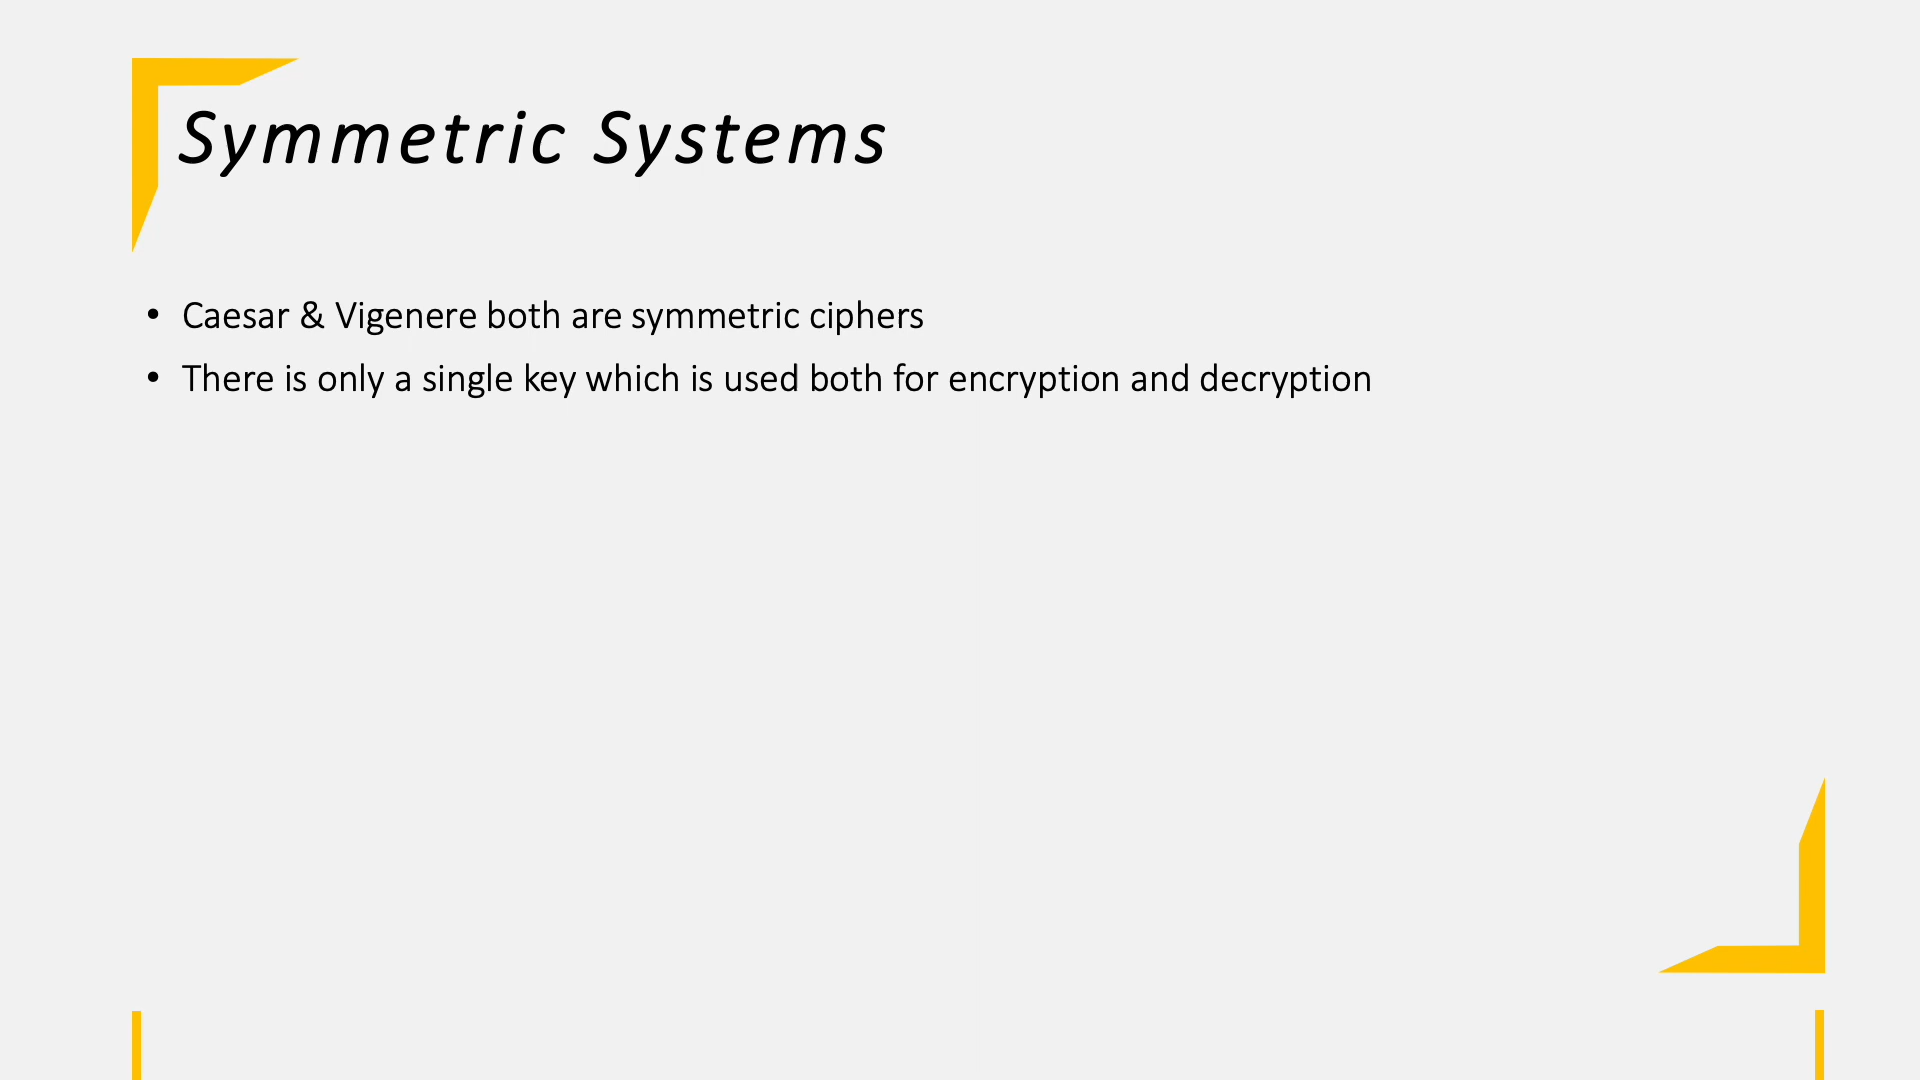 Symmetric Systems
• Caesar & Vigenere both are symmetric ciphers
• There is only a single key which is used both for encryption and decryption